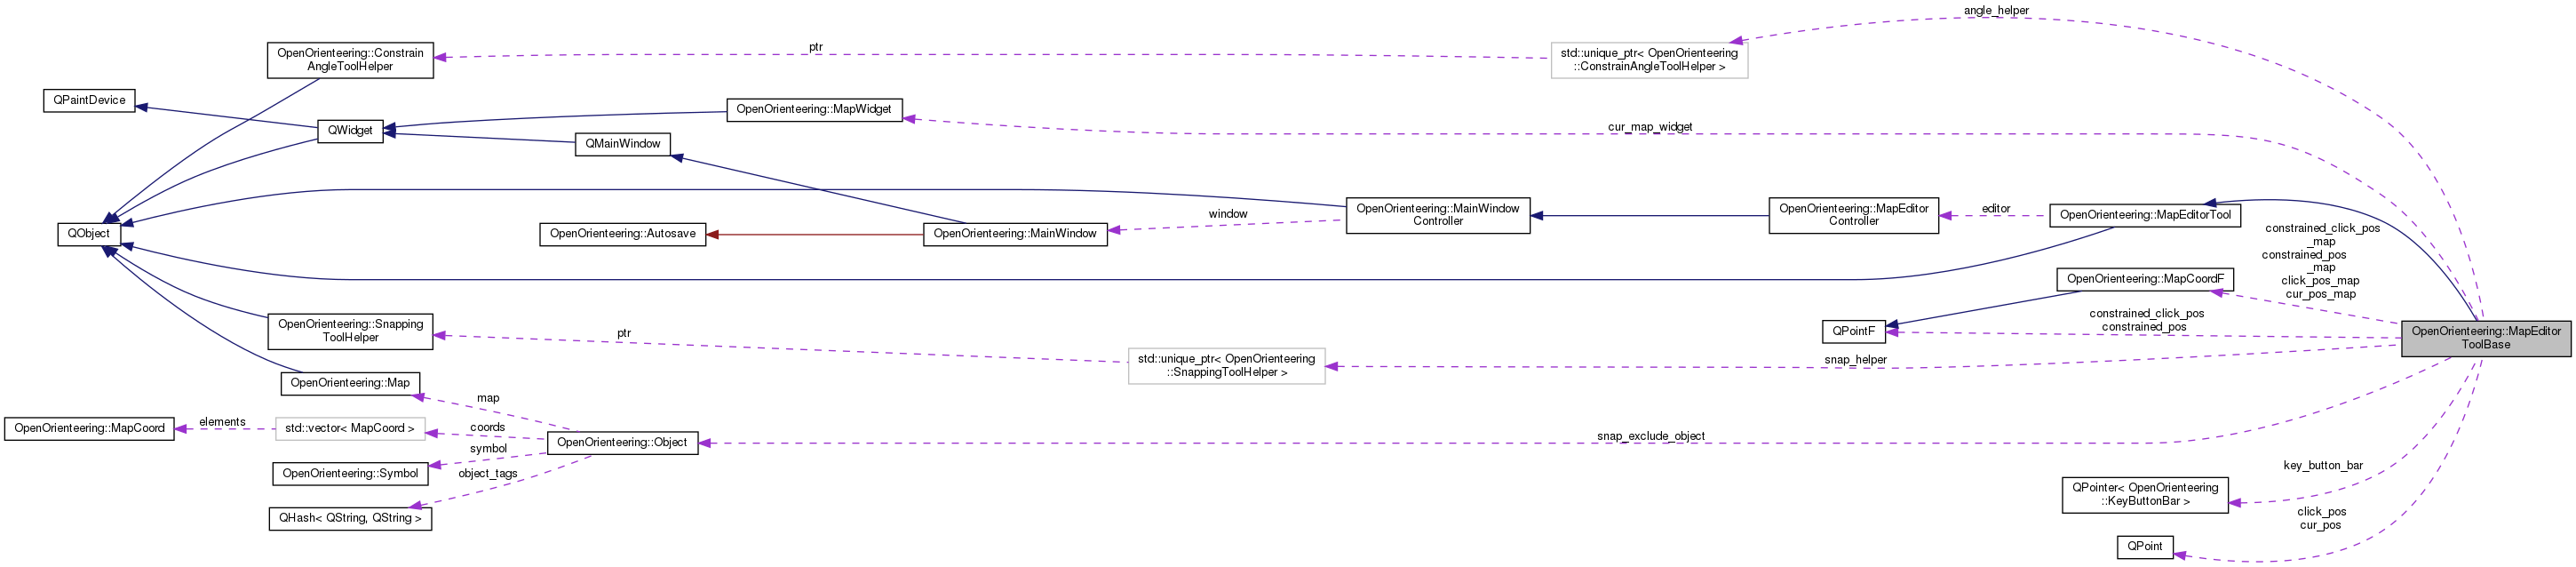 angle_helper
OpenOrienteering::Constrain
AngleToolHelper
ptr
std::unique_ptr< OpenOrienteering
::ConstrainAngleToolHelper >
QPaintDevice
OpenOrienteering::MapWidget
QWidget
cur_map_widget
QMainWindow
OpenOrienteering::MainWindow
Controller
OpenOrienteering::MapEditor
Controller
editor
OpenOrienteering::MapEditorTool
window
QObject
OpenOrienteering::Autosave
OpenOrienteering::MainWindow
constrained_click_pos
_map
constrained_pos
_map
click_pos_map
cur_pos_map
OpenOrienteering::MapCoordF
OpenOrienteering::Snapping
ToolHelper
ptr
QPointF
constrained_click_pos
constrained_pos
OpenOrienteering::MapEditor
ToolBase
std::unique_ptr< OpenOrienteering
::SnappingToolHelper >
snap_helper
OpenOrienteering::Map
map
OpenOrienteering::MapCoord
elements
std::vector< MapCoord >
coords
OpenOrienteering::Object
snap_exclude_object
symbol
OpenOrienteering::Symbol
object_tags
key_button_bar
QPointer< OpenOrienteering
::KeyButtonBar >
QHash< QString, QString >
click_pos
cur_pos
QPoint